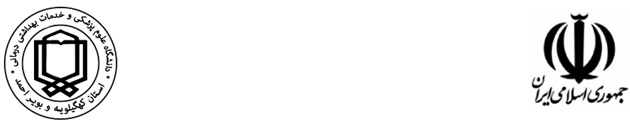 دانشگاه علوم پزشکی و خدمات بهداشتی درمانی
استان کهگیلویه و بویر احمد
جمهوری اسلامی ایران